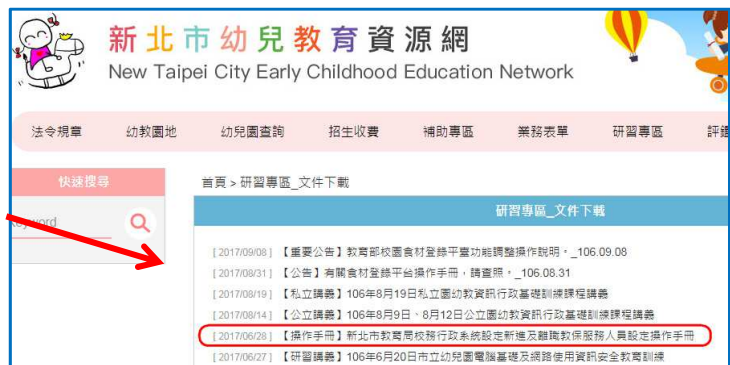 新北市幼兒教育資源網
New Taipei City Early Childhood Education Network
法令規章 幼教園地 幼兒園查詢 招生收費 補助專區 業務表單 研習專區
快速搜尋
首頁 > 研習專區_文件下載
研習專區_文件下載
[ 2017/09/08 ] 【重要公告】教育部校園食材登錄平臺功能調整操作說明。_106.09.08
[ 2017/08/31 ] 【公告】有關食材登錄平台操作手冊，請查照。_106.08.31
[ 2017/08/19 ] 【私立講義】106年8月19日私立園幼教資訊行政基礎訓練課程講義
[ 2017/08/14 ] 【公立講義】106年8月9日、8月12日公立園幼教資訊行政基礎訓練課程講義
[ 2017/06/28 ] 【操作手冊】新北市教育局校務行政系統設定新進及離職教保服務人員設定操作手冊
[ 2017/06/27 ] 【研習講義】106年6月20日市立幼兒園電腦基礎及網路使用資訊安全教育訓練